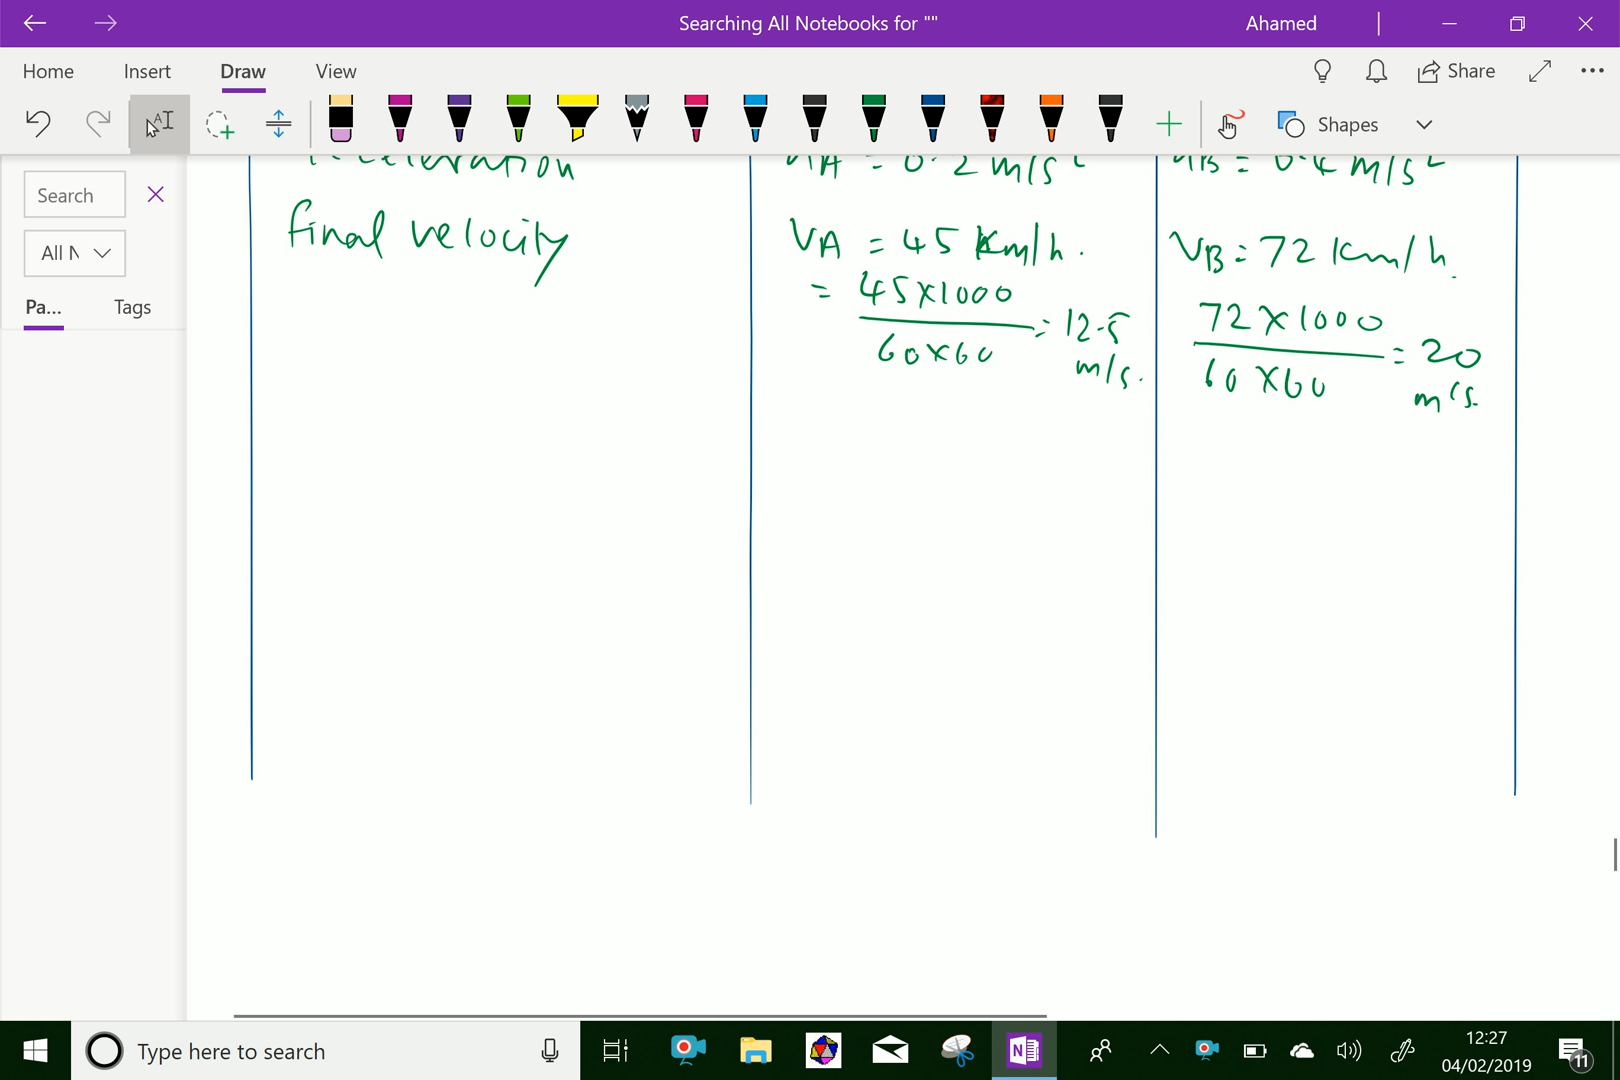 Searching All Notebooks for ""
Ahamed
Home Insert Draw View
Share
Shapes
Search
All N
Pa... Tags
final velocity
VA = 45 Km/h.
= 45x1000
60x60
= 12.5
m/s.
VB = 72 Km/h.
72 x 1000
60 x 60
= 20
m/s.
Type here to search
12:27
04/02/2019
11